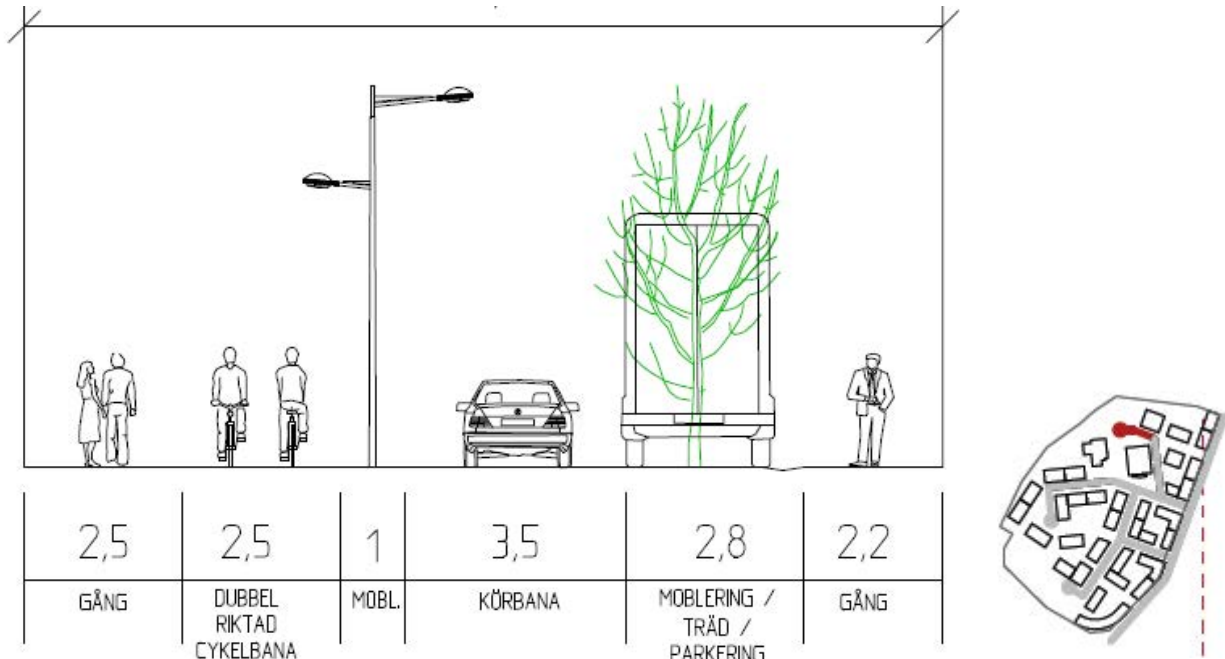 2,5 2,5 1 3,5 2,8 2,2
GÅNG DUBBEL MOBL. KÖRBANA MOBLERING / GÅNG
RIKTAD TRÄD /
CYKELBANA PARKERING